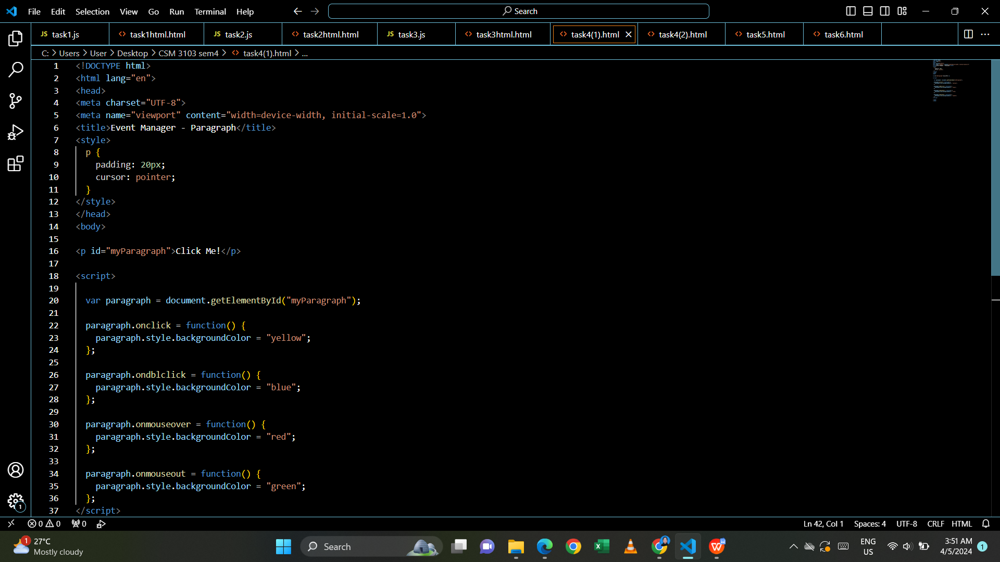 File Edit Selection View Go Run Terminal Help Search
JS task1.js <> task1html.html JS task2.js <> task2html.html JS task3.js <> task3html.html <> task4(1).html <> task4(2).html <> task5.html <> task6.html
C: > Users > User > Desktop > CSM 3103 sem4 > <> task4(1).html > ...
1 <!DOCTYPE html>
2 <html lang="en">
3 <head>
4 <meta charset="UTF-8">
5 <meta name="viewport" content="width=device-width, initial-scale=1.0">
6 <title>Event Manager - Paragraph</title>
7 <style>
8 p {
9 padding: 20px;
10 cursor: pointer;
11 }
12 </style>
13 </head>
14 <body>
15
16 <p id="myParagraph">Click Me!</p>
17
18 <script>
19
20 var paragraph = document.getElementById("myParagraph");
21
22 paragraph.onclick = function() {
23 paragraph.style.backgroundColor = "yellow";
24 };
25
26 paragraph.ondblclick = function() {
27 paragraph.style.backgroundColor = "blue";
28 };
29
30 paragraph.onmouseover = function() {
31 paragraph.style.backgroundColor = "red";
32 };
33
34 paragraph.onmouseout = function() {
35 paragraph.style.backgroundColor = "green";
36 };
37 </script>
1
0 0 0 Ln 42, Col 1 Spaces: 4 UTF-8 CRLF HTML
1 27°C
Mostly cloudy
Search
ENG
US
3:51 AM
4/5/2024
1